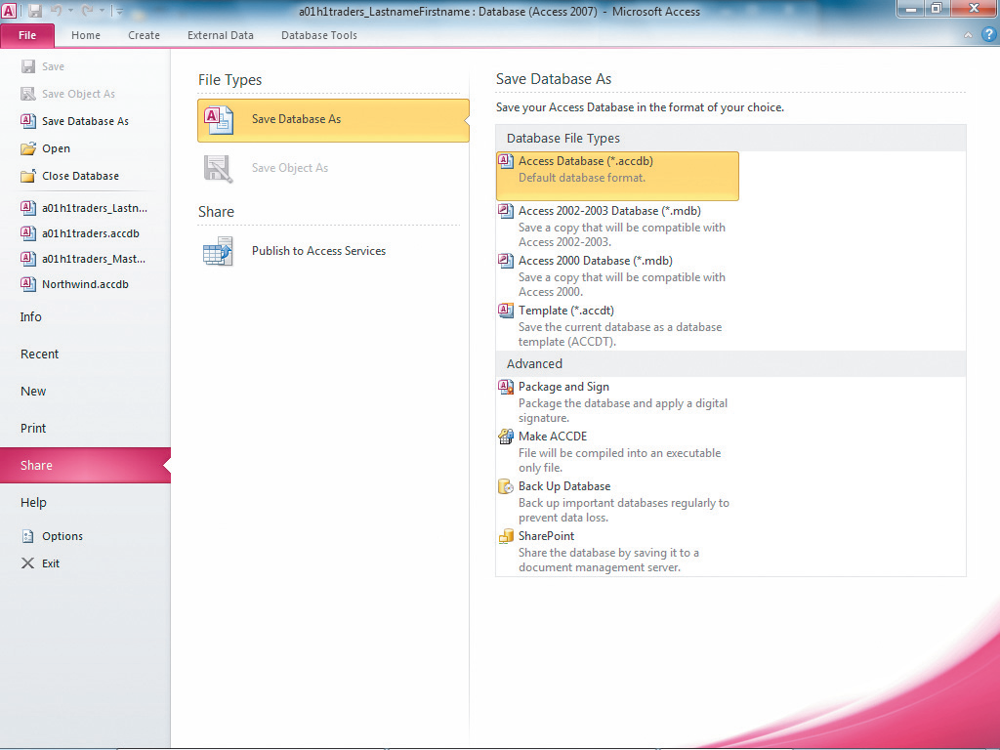 a01h1traders_LastnameFirstname : Database (Access 2007) - Microsoft Access
File
Home
Create
External Data
Database Tools
Save
Save Object As
Save Database As
Open
Close Database
a01h1traders_Lastn...
a01h1traders.accdb
a01h1traders_Mast...
Northwind.accdb
Info
Recent
New
Print
Share
Help
Options
Exit
File Types
Save Database As
Save Object As
Share
Publish to Access Services
Save Database As
Save your Access Database in the format of your choice.
Database File Types
Access Database (*.accdb)
Default database format.
Access 2002-2003 Database (*.mdb)
Save a copy that will be compatible with
Access 2002-2003.
Access 2000 Database (*.mdb)
Save a copy that will be compatible with
Access 2000.
Template (*.accdt)
Save the current database as a database
template (ACCDT).
Advanced
Package and Sign
Package the database and apply a digital
signature.
Make ACCDE
File will be compiled into an executable
only file.
Back Up Database
Back up important databases regularly to
prevent data loss.
SharePoint
Share the database by saving it to a
document management server.